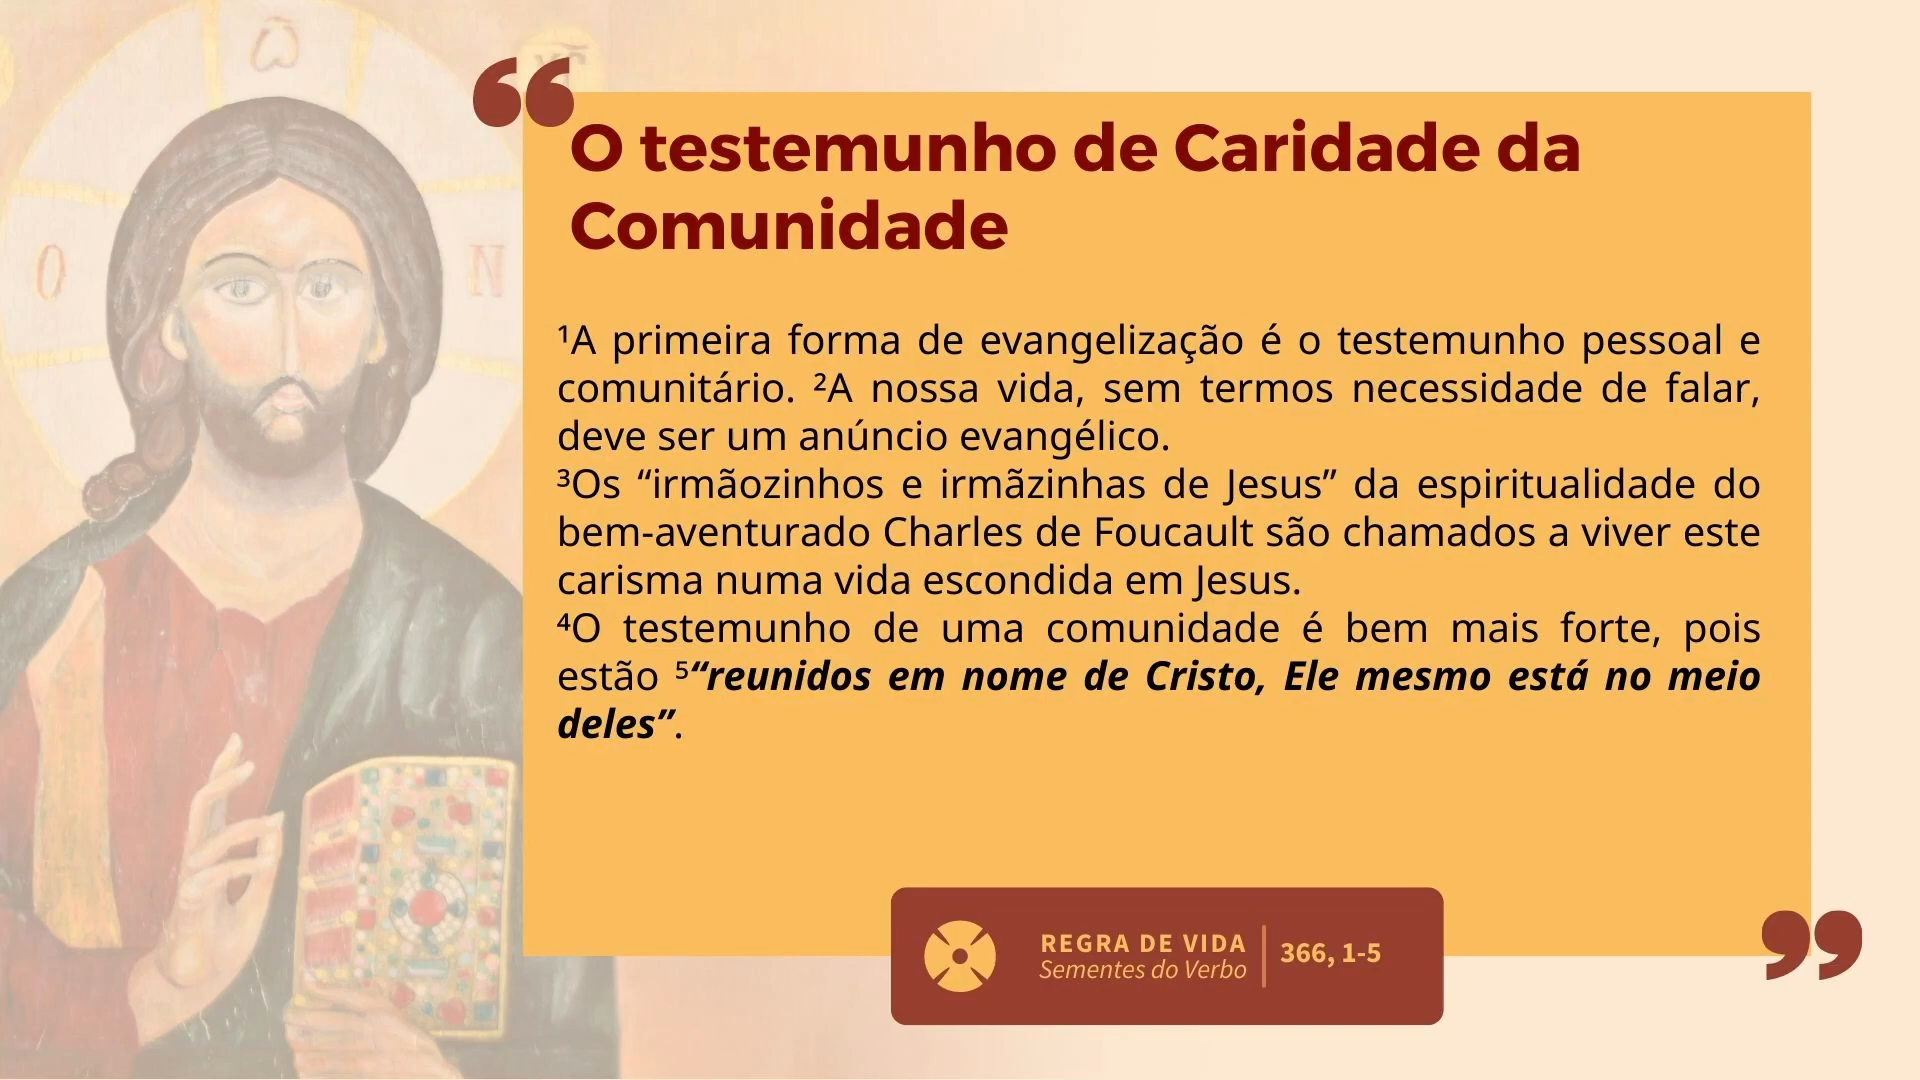 O testemunho de Caridade da
Comunidade
¹A primeira forma de evangelização é o testemunho pessoal e
comunitário. ²A nossa vida, sem termos necessidade de falar,
deve ser um anúncio evangélico.
³Os “irmãozinhos e irmãzinhas de Jesus” da espiritualidade do
bem-aventurado Charles de Foucault são chamados a viver este
carisma numa vida escondida em Jesus.
⁴O testemunho de uma comunidade é bem mais forte, pois
estão ⁵“reunidos em nome de Cristo, Ele mesmo está no meio
deles”.
REGRA DE VIDA
Sementes do Verbo
366, 1-5
Ω
O
N